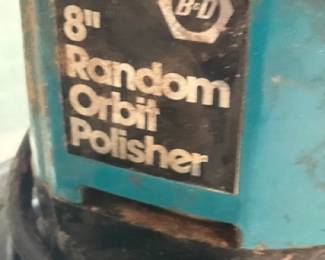 B&D
8"
Random
Orbit
Polisher